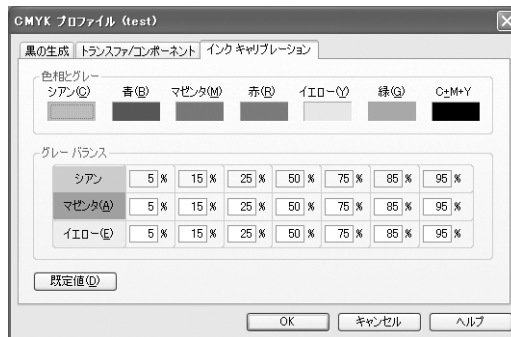 CMYK プロファイル (test)
黒の生成 トランスファ/コンポーネント インク キャリブレーション
色相とグレー
シアン(C) 青(B) マゼンタ(M) 赤(R) イエロー(Y) 緑(G) C+M+Y
グレー バランス
シアン 5 % 15 % 25 % 50 % 75 % 85 % 95 %
マゼンタ(A) 5 % 15 % 25 % 50 % 75 % 85 % 95 %
イエロー(E) 5 % 15 % 25 % 50 % 75 % 85 % 95 %
既定値(D)
OK キャンセル ヘルプ